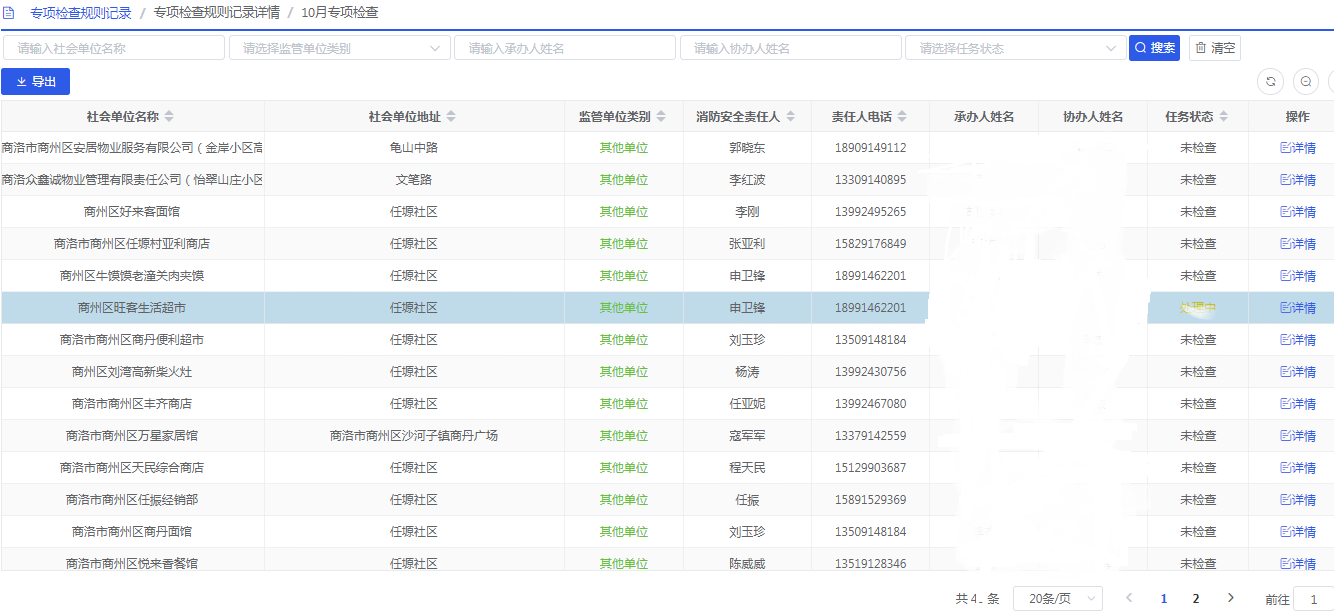 专项检查规则记录 / 专项检查规则记录详情 / 10月专项检查
请输入社会单位名称 请选择监管单位类别 请输入承办人姓名 请输入协办人姓名 请选择任务状态 搜索 清空
导出
社会单位名称 社会单位地址 监管单位类别 消防安全责任人 责任人电话 承办人姓名 协办人姓名 任务状态 操作
商洛市商州区安居物业服务有限公司（金岸小区高 龟山中路 其他单位 郭晓东 18909149112 未检查 详情
商洛众鑫诚物业管理有限责任公司（怡翠山庄小区 文笔路 其他单位 李红波 13309140895 未检查 详情
商州区好来客面馆 任塬社区 其他单位 李刚 13992495265 未检查 详情
商洛市商州区任塬村亚利商店 任塬社区 其他单位 张亚利 15829176849 未检查 详情
商州区牛馍馍老潼关肉夹馍 任塬社区 其他单位 申卫锋 18991462201 未检查 详情
商州区旺客生活超市 任塬社区 其他单位 申卫锋 18991462201 处理中 详情
商洛市商州区商丹便利超市 任塬社区 其他单位 刘玉珍 13509148184 未检查 详情
商州区刘湾高新柴火灶 任塬社区 其他单位 杨涛 13992430756 未检查 详情
商洛市商州区丰齐商店 任塬社区 其他单位 任亚妮 13992467080 未检查 详情
商洛市商州区万星家居馆 商洛市商州区沙河子镇商丹广场 其他单位 寇军军 13379142559 未检查 详情
商洛市商州区天民综合商店 任塬社区 其他单位 程天民 15129903687 未检查 详情
商洛市商州区任振经销部 任塬社区 其他单位 任振 15891529369 未检查 详情
商洛市商州区商丹面馆 任塬社区 其他单位 刘玉珍 13509148184 未检查 详情
商洛市商州区悦来香餐馆 任塬社区 其他单位 陈威威 13519128346 未检查 详情
共 4 条 20条/页 1 2 前往 1